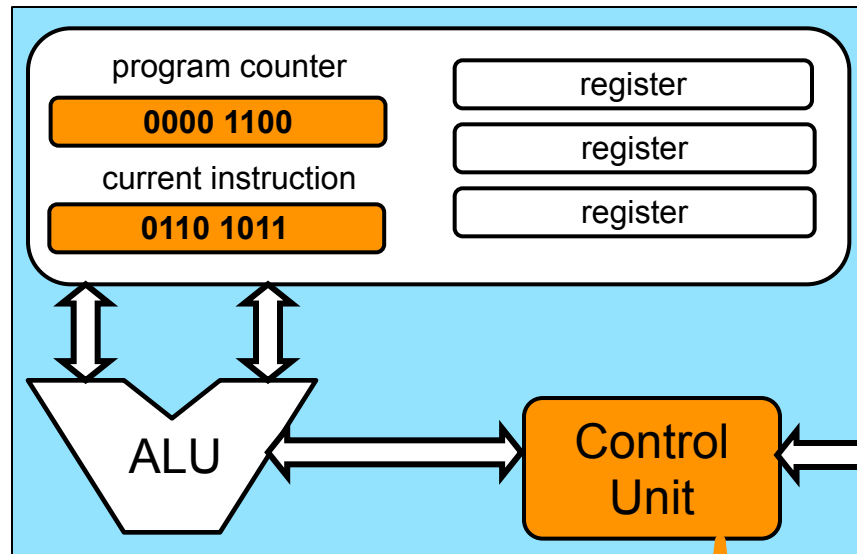 program counter
0000 1100
current instruction
0110 1011
register
register
register
ALU
Control
Unit